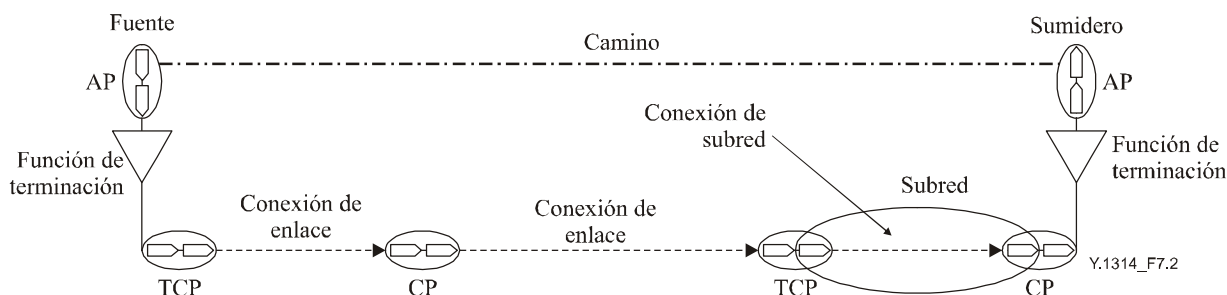 Fuente
Sumidero
Camino
AP
AP
Conexión de
subred
Función de
terminación
Función de
terminación
Subred
Conexión de
enlace
Conexión de
enlace
TCP
CP
TCP
CP
Y.1314_F7.2